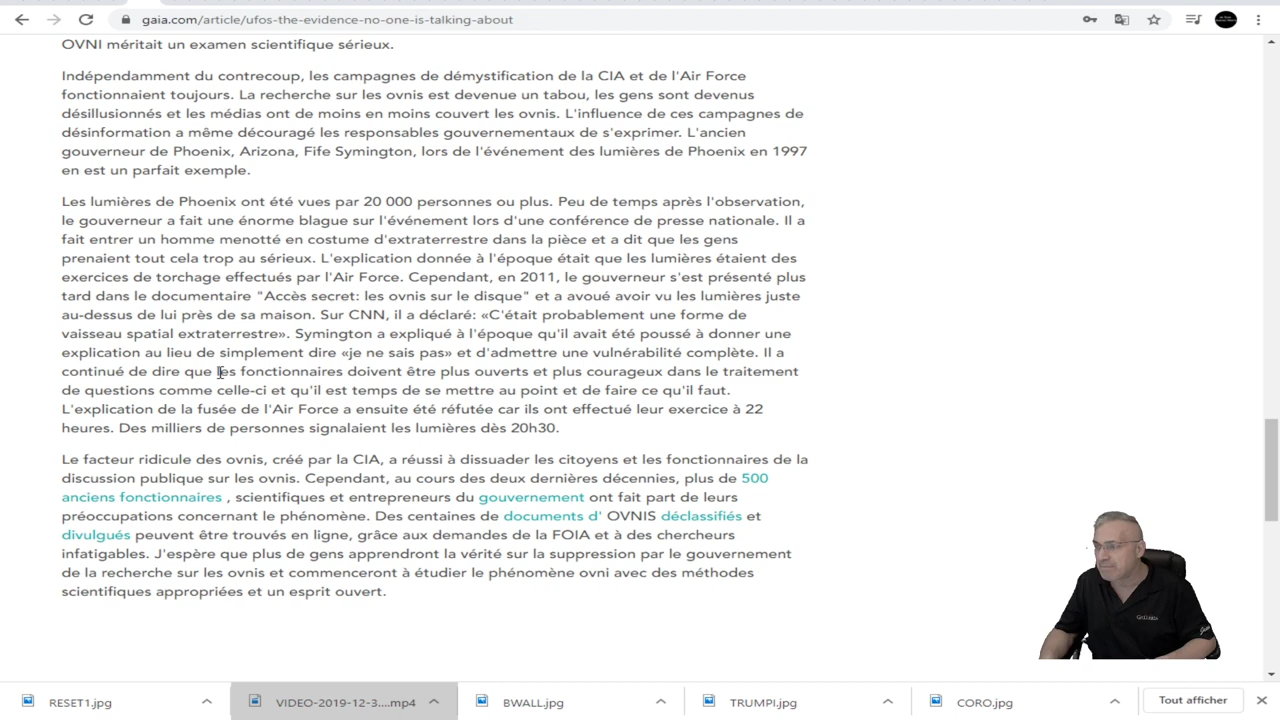 gaia.com/article/ufos-the-evidence-no-one-is-talking-about
OVNI méritait un examen scientifique sérieux.
Indépendamment du contrecoup, les campagnes de démystification de la CIA et de l'Air Force
fonctionnaient toujours. La recherche sur les ovnis est devenue un tabou, les gens sont devenus
désillusionnés et les médias ont de moins en moins couvert les ovnis. L'influence de ces campagnes de
désinformation a même découragé les responsables gouvernementaux de s'exprimer. L'ancien
gouverneur de Phoenix, Arizona, Fife Symington, lors de l'événement des lumières de Phoenix en 1997
en est un parfait exemple.
Les lumières de Phoenix ont été vues par 20 000 personnes ou plus. Peu de temps après l'observation,
le gouverneur a fait une énorme blague sur l'événement lors d'une conférence de presse nationale. Il a
fait entrer un homme menotté en costume d'extraterrestre dans la pièce et a dit que les gens
prenaient tout cela trop au sérieux. L'explication donnée à l'époque était que les lumières étaient des
exercices de torchage effectués par l'Air Force. Cependant, en 2011, le gouverneur s'est présenté plus
tard dans le documentaire "Accès secret: les ovnis sur le disque" et a avoué avoir vu les lumières juste
au-dessus de lui près de sa maison. Sur CNN, il a déclaré: «C'était probablement une forme de
vaisseau spatial extraterrestre». Symington a expliqué à l'époque qu'il avait été poussé à donner une
explication au lieu de simplement dire «je ne sais pas» et d'admettre une vulnérabilité complète. Il a
continué de dire que les fonctionnaires doivent être plus ouverts et plus courageux dans le traitement
de questions comme celle-ci et qu'il est temps de se mettre au point et de faire ce qu'il faut.
L'explication de la fusée de l'Air Force a ensuite été réfutée car ils ont effectué leur exercice à 22
heures. Des milliers de personnes signalaient les lumières dès 20h30.
Le facteur ridicule des ovnis, créé par la CIA, a réussi à dissuader les citoyens et les fonctionnaires de la
discussion publique sur les ovnis. Cependant, au cours des deux dernières décennies, plus de 500
anciens fonctionnaires , scientifiques et entrepreneurs du gouvernement ont fait part de leurs
préoccupations concernant le phénomène. Des centaines de documents d' OVNIS déclassifiés et
divulgués peuvent être trouvés en ligne, grâce aux demandes de la FOIA et à des chercheurs
infatigables. J'espère que plus de gens apprendront la vérité sur la suppression par le gouvernement
de la recherche sur les ovnis et commenceront à étudier le phénomène ovni avec des méthodes
scientifiques appropriées et un esprit ouvert.
RESET1.jpg
VIDEO-2019-12-3....mp4
BWALL.jpg
TRUMPI.jpg
CORO.jpg
Tout afficher